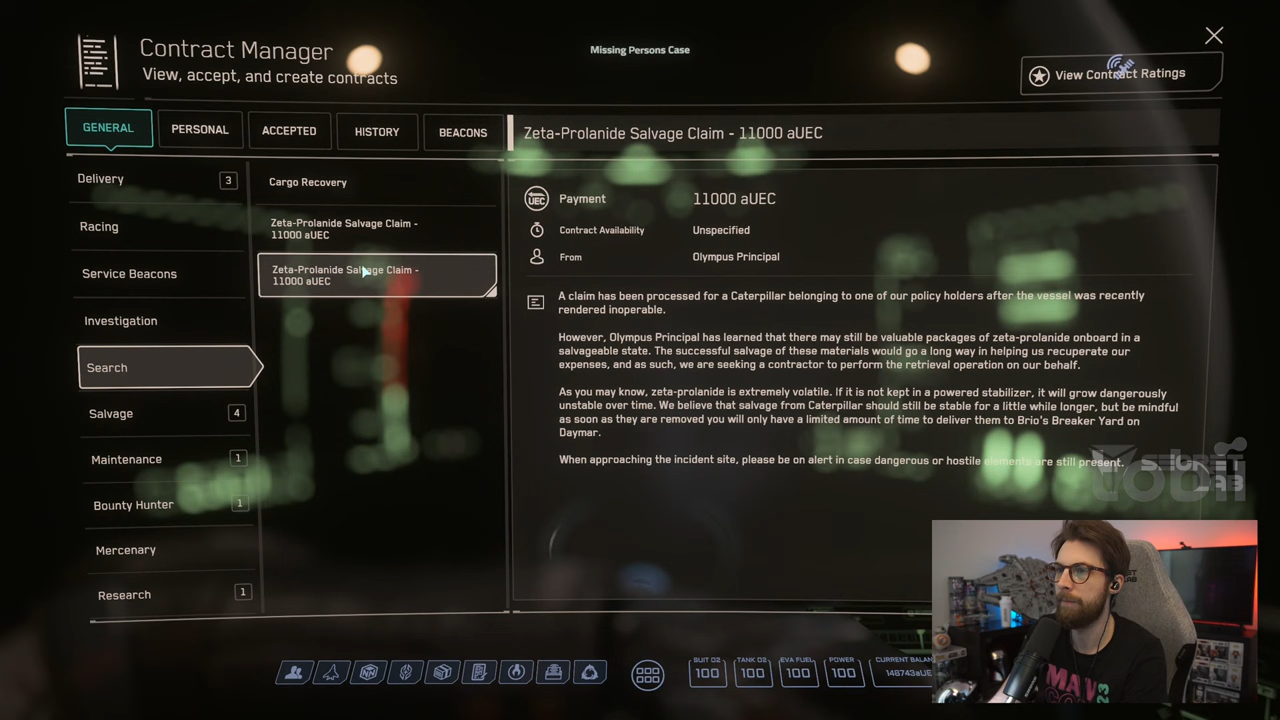 Contract Manager
View, accept, and create contracts
Missing Persons Case
View Contract Ratings
GENERAL
PERSONAL
ACCEPTED
HISTORY
BEACONS
Delivery
3
Racing
Service Beacons
Investigation
Search
Salvage
4
Maintenance
1
Bounty Hunter
1
Mercenary
Research
1
Cargo Recovery
Zeta-Prolanide Salvage Claim -
11000 aUEC
Zeta-Prolanide Salvage Claim -
11000 aUEC
Zeta-Prolanide Salvage Claim - 11000 aUEC
UEC
Payment
11000 aUEC
Contract Availability
Unspecified
From
Olympus Principal
A claim has been processed for a Caterpillar belonging to one of our policy holders after the vessel was recently
rendered inoperable.
However, Olympus Principal has learned that there may still be valuable packages of zeta-prolanide onboard in a
salvageable state. The successful salvage of these materials would go a long way in helping us recuperate our
expenses, and as such, we are seeking a contractor to perform the retrieval operation on our behalf.
As you may know, zeta-prolanide is extremely volatile. If it is not kept in a powered stabilizer, it will grow dangerously
unstable over time. We believe that salvage from Caterpillar should still be stable for a little while longer, but be mindful
as soon as they are removed you will only have a limited amount of time to deliver them to Brio's Breaker Yard on
Daymar.
When approaching the incident site, please be on alert in case dangerous or hostile elements are still present.
tobii
SUIT O2
100
TANK O2
100
EVA FUEL
100
POWER
100
CURRENT BALAN